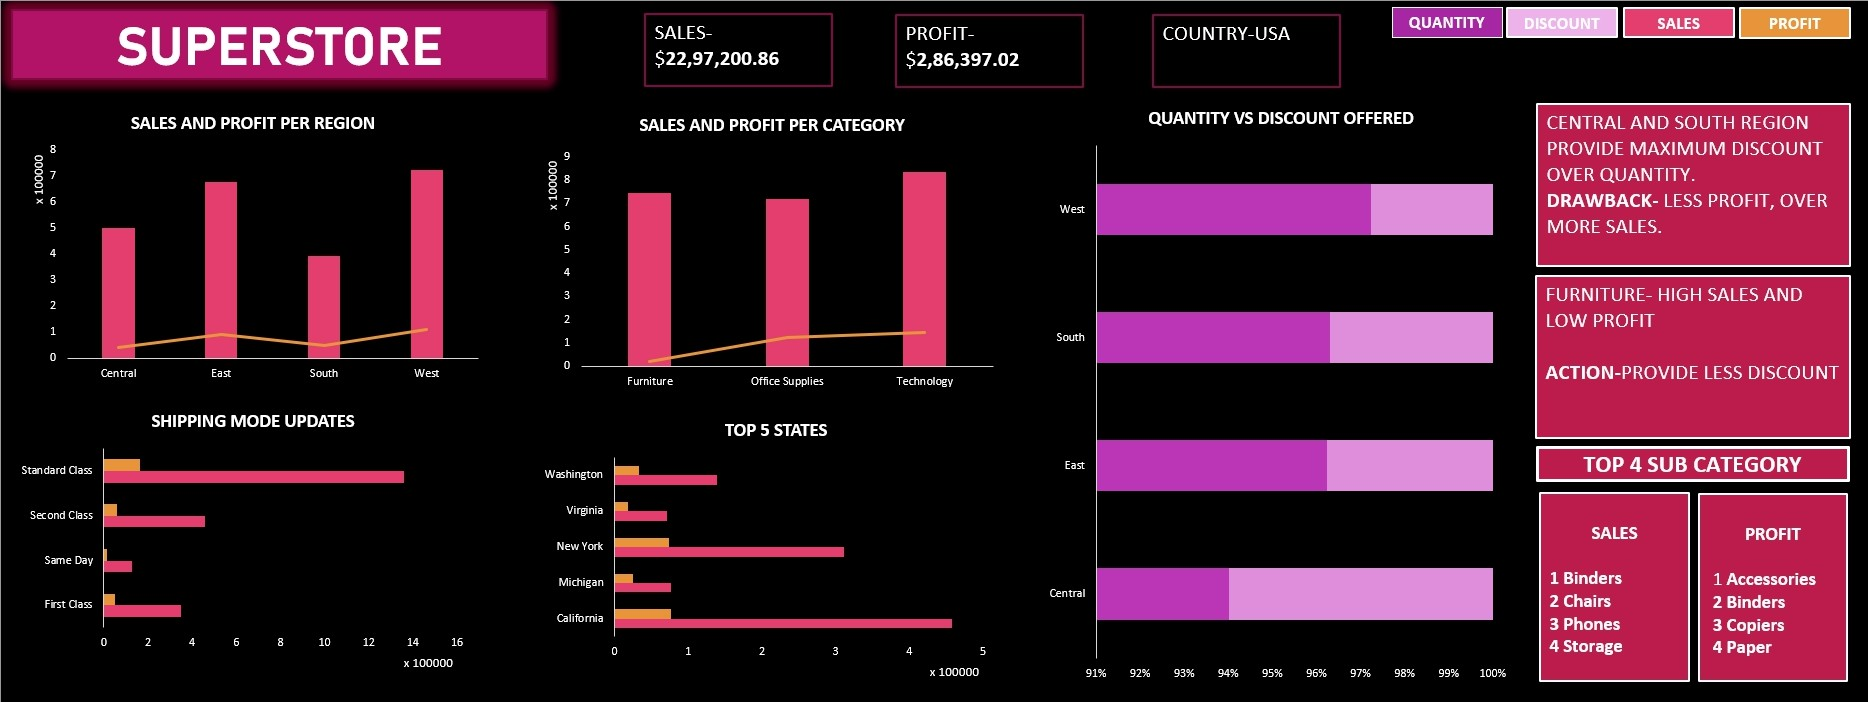 SUPERSTORE
SALES-
$22,97,200.86
PROFIT-
$2,86,397.02
COUNTRY-USA
QUANTITY
DISCOUNT
SALES
PROFIT
SALES AND PROFIT PER REGION
x 100000
8
7
6
5
4
3
2
1
0
Central
East
South
West
SALES AND PROFIT PER CATEGORY
x 100000
9
8
7
6
5
4
3
2
1
0
Furniture
Office Supplies
Technology
QUANTITY VS DISCOUNT OFFERED
West
South
East
Central
91%
92%
93%
94%
95%
96%
97%
98%
99%
100%
CENTRAL AND SOUTH REGION
PROVIDE MAXIMUM DISCOUNT
OVER QUANTITY.
DRAWBACK- LESS PROFIT, OVER
MORE SALES.
FURNITURE- HIGH SALES AND
LOW PROFIT
ACTION-PROVIDE LESS DISCOUNT
SHIPPING MODE UPDATES
Standard Class
Second Class
Same Day
First Class
0
2
4
6
8
10
12
14
16
x 100000
TOP 5 STATES
Washington
Virginia
New York
Michigan
California
0
1
2
3
4
5
x 100000
TOP 4 SUB CATEGORY
SALES
1 Binders
2 Chairs
3 Phones
4 Storage
PROFIT
1 Accessories
2 Binders
3 Copiers
4 Paper